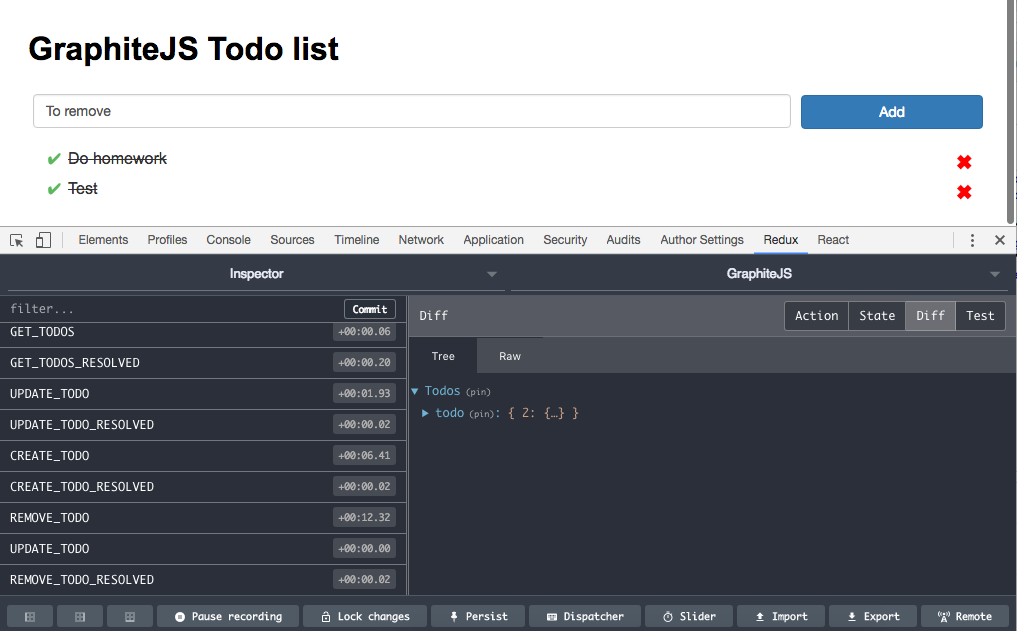 GraphiteJS Todo list
To remove Add
Do homework
Test
Elements Profiles Console Sources Timeline Network Application Security Audits Author Settings Redux React
Inspector GraphiteJS
filter... Commit
Diff Action State Diff Test
GET_TODOS +00:00.06
Tree Raw
GET_TODOS_RESOLVED +00:00.20
UPDATE_TODO +00:01.93
Todos (pin)
todo (pin): { 2: {…} }
UPDATE_TODO_RESOLVED +00:00.02
CREATE_TODO +00:06.41
CREATE_TODO_RESOLVED +00:00.02
REMOVE_TODO +00:12.32
UPDATE_TODO +00:00.00
REMOVE_TODO_RESOLVED +00:00.02
Pause recording Lock changes Persist Dispatcher Slider Import Export Remote